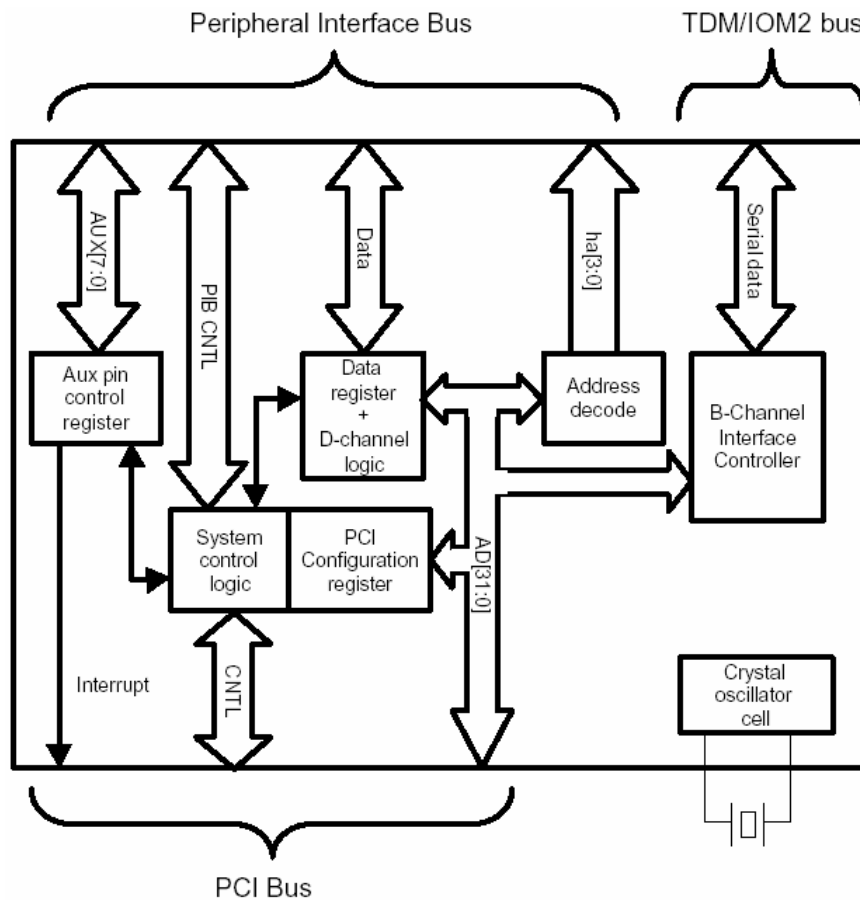 Peripheral Interface Bus
TDM/IOM2 bus
AUX[7:0]
PIB CNTL
Data
ha[3:0]
Serial data
Aux pin
control
register
Data
register
+
D-channel
logic
Address
decode
B-Channel
Interface
Controller
System
control
logic
PCI
Configuration
register
AD[31:0]
Interrupt
CNTL
Crystal
oscillator
cell
PCI Bus